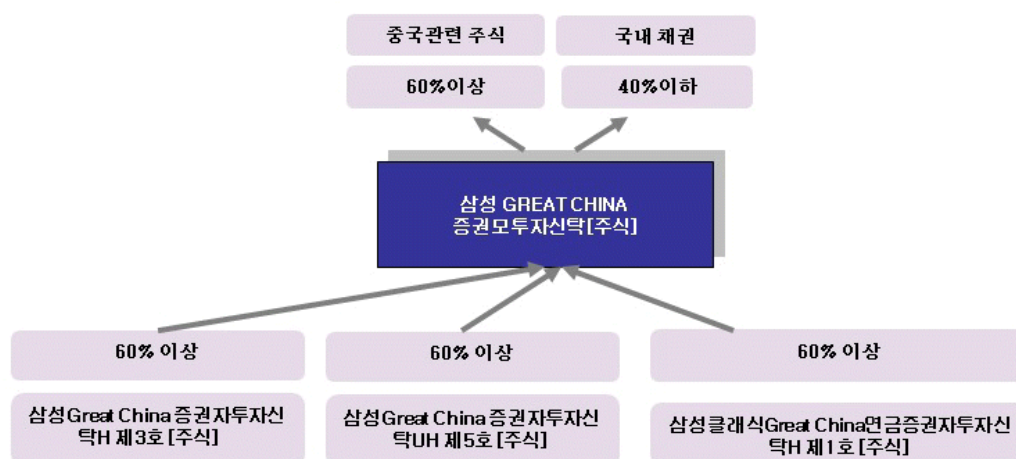 중국관련 주식
국내 채권
60%이상
40%이하
삼성 GREAT CHINA
증권모투자신탁[주식]
60% 이상
60% 이상
60% 이상
삼성Great China 증권자투자신
탁H 제3호 [주식]
삼성Great China 증권자투자신
탁UH 제5호 [주식]
삼성클래식Great China연금증권자투자신
탁H 제1호 [주식]